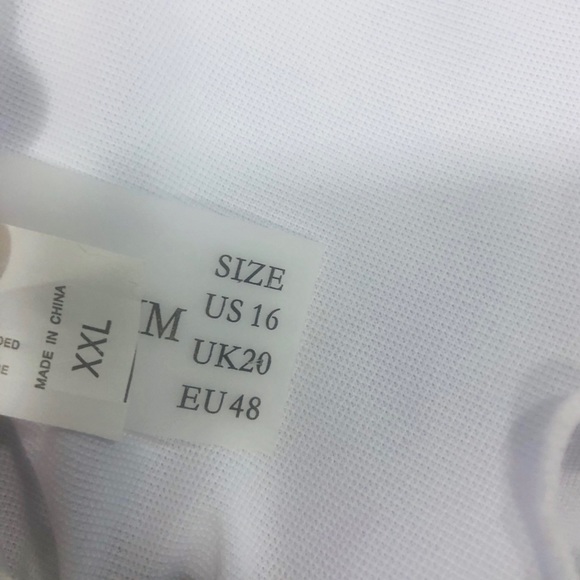 SIZE
US 16
UK20
EU 48
MADE IN CHINA
XXL